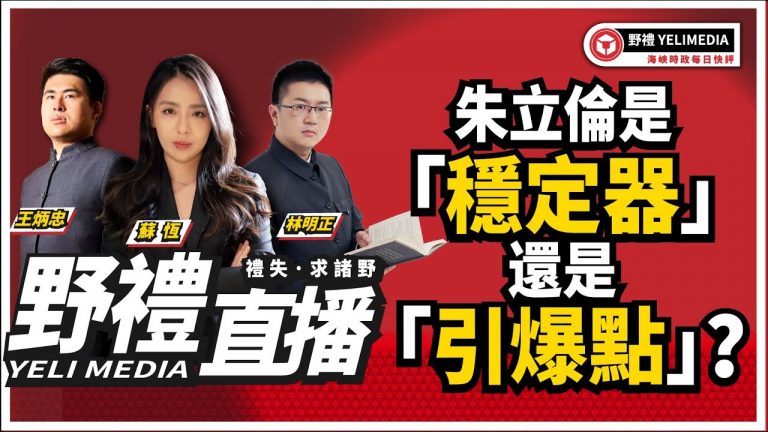 野禮 YELIMEDIA
海峽時政每日快評
朱立倫是
「穩定器」
還是
「引爆點」?
王炳忠
蘇恆
林明正
禮失·求諸野
野禮直播
YELI MEDIA